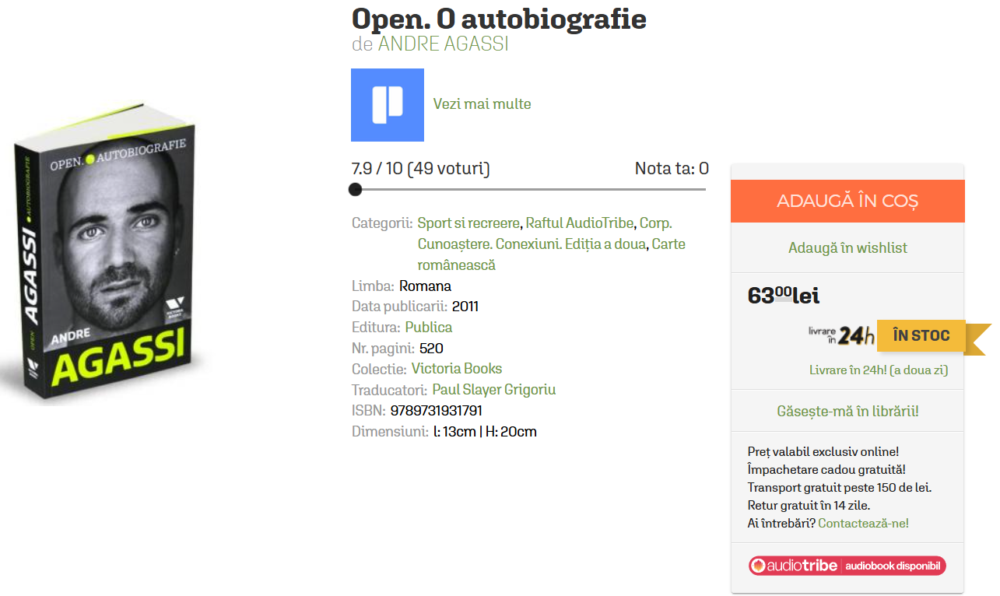 Open. O autobiografie
de ANDRE AGASSI
Vezi mai multe
7.9 / 10 (49 voturi)
Nota ta: 0
Categorii: Sport si recreere, Raftul AudioTribe, Corp.
Cunoaștere. Conexiuni. Ediția a doua, Carte
românească
Limba: Romana
Data publicarii: 2011
Editura: Publica
Nr. pagini: 520
Colectie: Victoria Books
Traducatori: Paul Slayer Grigoriu
ISBN: 9789731931791
Dimensiuni: l: 13cm | H: 20cm
OPEN. O AUTOBIOGRAFIE
ANDRE
AGASSI
VICTORIA
BOOKS
OPEN
AGASSI
AUTOBIOGRAFIE
ADAUGĂ ÎN COȘ
Adaugă în wishlist
6300lei
livrare
în 24h
ÎN STOC
Livrare în 24h! (a doua zi)
Găsește-mă în librării!
Preț valabil exclusiv online!
Împachetare cadou gratuită!
Transport gratuit peste 150 de lei.
Retur gratuit în 14 zile.
Ai întrebări? Contactează-ne!
audiotribe | audiobook disponibil